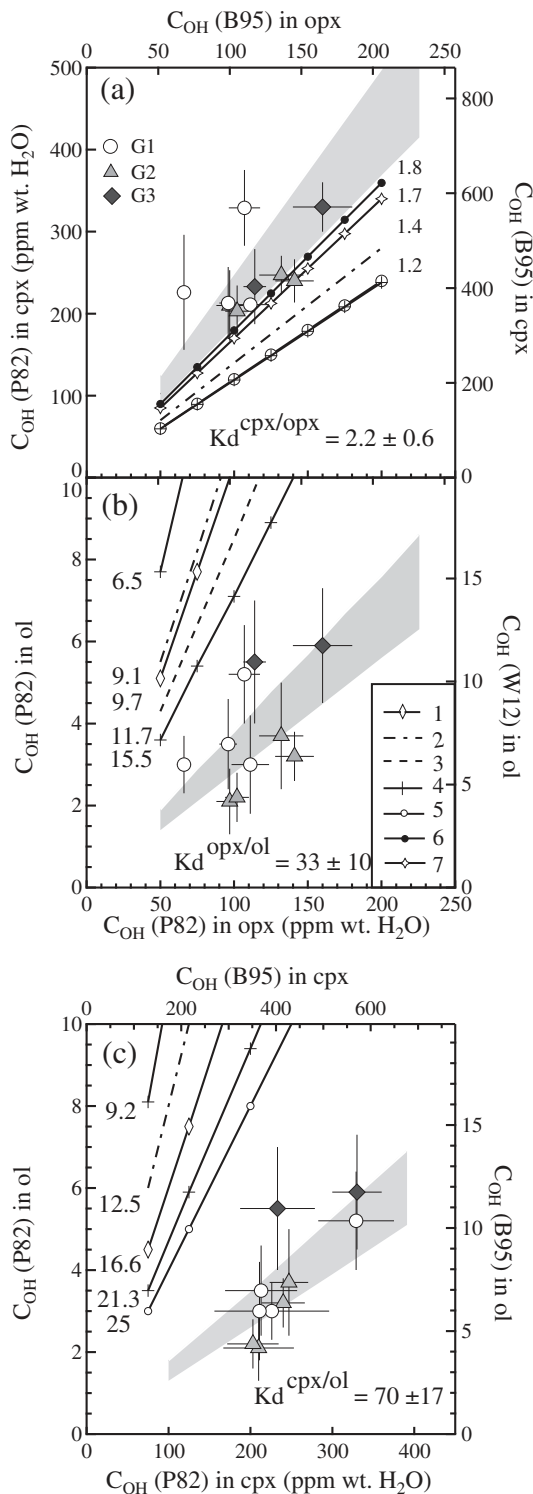 C_OH (B95) in opx
0 50 100 150 200
(a)
500
400
300
200
100
0
C_OH (P82) in cpx (ppm wt. H₂O)
G1
G2
G3
800
600
400
200
0
C_OH (B95) in cpx
1.8
1.7
1.4
1.2
Kd^cpx/opx = 2.2 ± 0.6
(b)
10
8
6
4
2
0
C_OH (P82) in ol
6.5
9.1
9.7
11.7
15.5
15
10
5
0
C_OH (W12) in ol
1
2
3
4
5
6
7
Kd^opx/ol = 33 ± 10
0 50 100 150 200 250
C_OH (P82) in opx (ppm wt. H₂O)
C_OH (B95) in cpx
0 200 400 600
(c)
10
8
6
4
2
0
C_OH (P82) in ol
9.2
12.5
16.6
21.3
25
15
10
5
0
C_OH (B95) in ol
Kd^cpx/ol = 70 ±17
0 100 200 300 400
C_OH (P82) in cpx (ppm wt. H₂O)